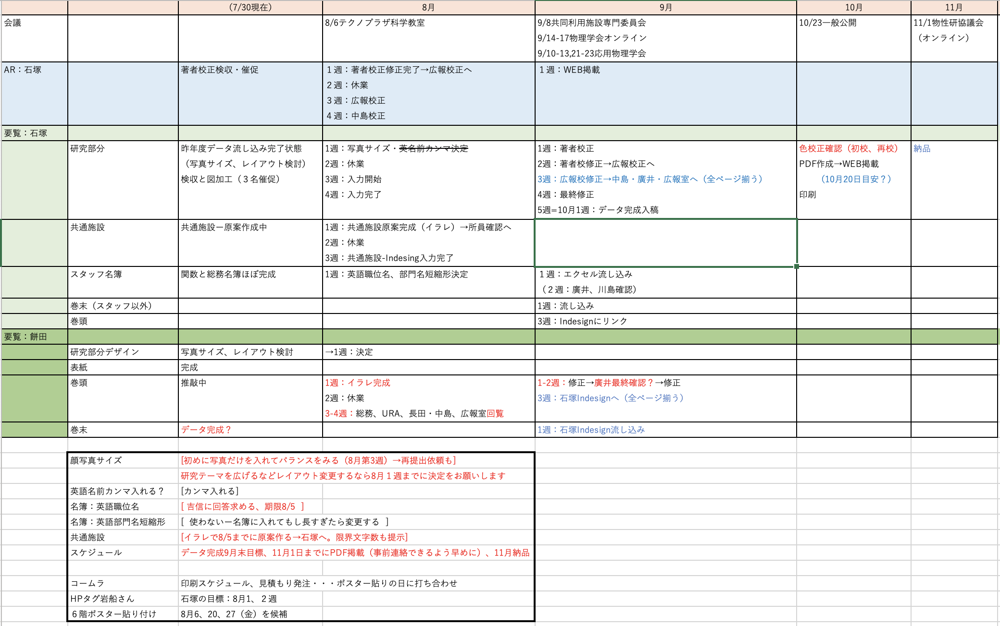 （7/30現在） 8月 9月 10月 11月
会議 8/6テクノプラザ科学教室 9/8共同利用施設専門委員会 10/23一般公開 11/1物性研協議会
9/14-17物理学会オンライン （オンライン）
9/10-13,21-23応用物理学会
AR：石塚 著者校正検収・催促 １週：著者校正修正完了→広報校正へ １週：WEB掲載
２週：休業
３週：広報校正
４週：中島校正
要覧：石塚
研究部分 昨年度データ流し込み完了状態 1週：写真サイズ・英名前カンマ決定 1週：著者校正 色校正確認（初校、再校） 納品
（写真サイズ、レイアウト検討） 2週：休業 2週：著者校修正→広報校正へ PDF作成→WEB掲載
検収と図加工（３名催促） 3週：入力開始 3週：広報校修正→中島・廣井・広報室へ（全ページ揃う） （10月20日目安？）
4週：入力完了 4週：最終修正 印刷
5週=10月1週：データ完成入稿
共通施設 共通施設ー原案作成中 1週：共通施設原案完成（イラレ）→所員確認へ
2週：休業
3週：共通施設-Indesing入力完了
スタッフ名簿 関数と総務名簿ほぼ完成 1週：英語職位名、部門名短縮形決定 １週：エクセル流し込み
（２週：廣井、川島確認）
巻末（スタッフ以外） 1週：流し込み
巻頭 3週：Indesignにリンク
要覧：餅田
研究部分デザイン 写真サイズ、レイアウト検討 →1週：決定
表紙 完成
巻頭 推敲中 1週：イラレ完成 1-2週：修正→廣井最終確認？→修正
2週：休業 3週：石塚Indesignへ（全ページ揃う）
3-4週：総務、URA、長田・中島、広報室回覧
巻末 データ完成？ 1週：石塚Indesign流し込み
顔写真サイズ [初めに写真だけを入れてバランスをみる（8月第3週）→再提出依頼も]
研究テーマを広げるなどレイアウト変更するなら8月１週までに決定をお願いします
英語名前カンマ入れる？ [カンマ入れる]
名簿：英語職位名 [ 吉信に回答求める、期限8/5 ]
名簿：英語部門名短縮形 [ 使わないー名簿に入れてもし長すぎたら変更する ]
共通施設 [イラレで8/5までに原案作る→石塚へ。限界文字数も提示]
スケジュール データ完成9月末目標、11月1日までにPDF掲載（事前連絡できるよう早めに）、11月納品
コームラ 印刷スケジュール、見積もり発注・・・ポスター貼りの日に打ち合わせ
HPタグ岩船さん 石塚の目標：8月1、２週
６階ポスター貼り付け 8月6、20、27（金）を候補